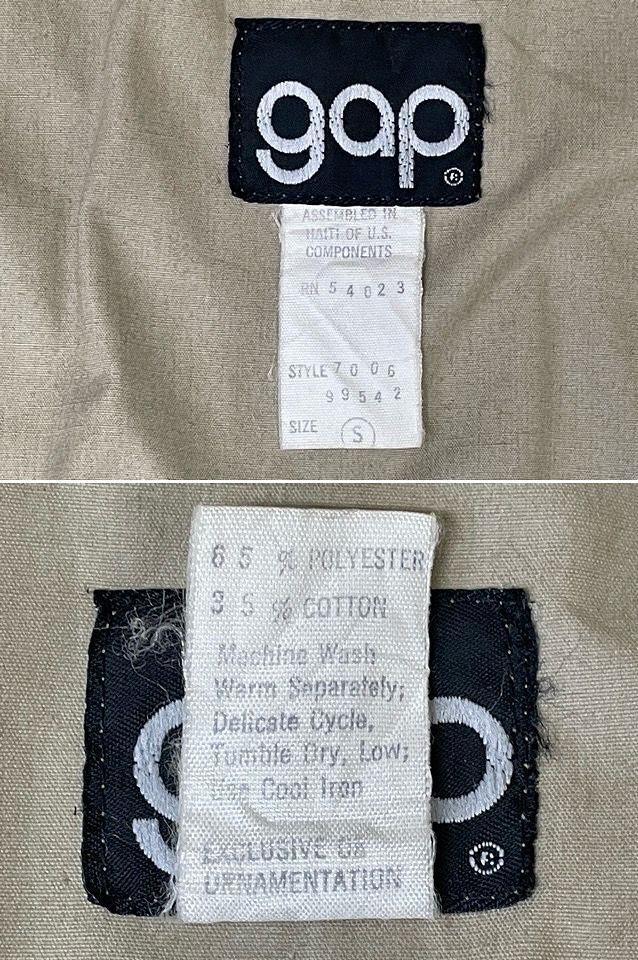 gap
®
ASSEMBLED IN
HAITI OF U.S.
COMPONENTS
RN 54023
STYLE 7006
99542
SIZE S
65 % POLYESTER
35 % COTTON
Machine Wash
Warm Separately;
Delicate Cycle,
Tumble Dry, Low;
Use Cool Iron
EXCLUSIVE OF
ORNAMENTATION
®